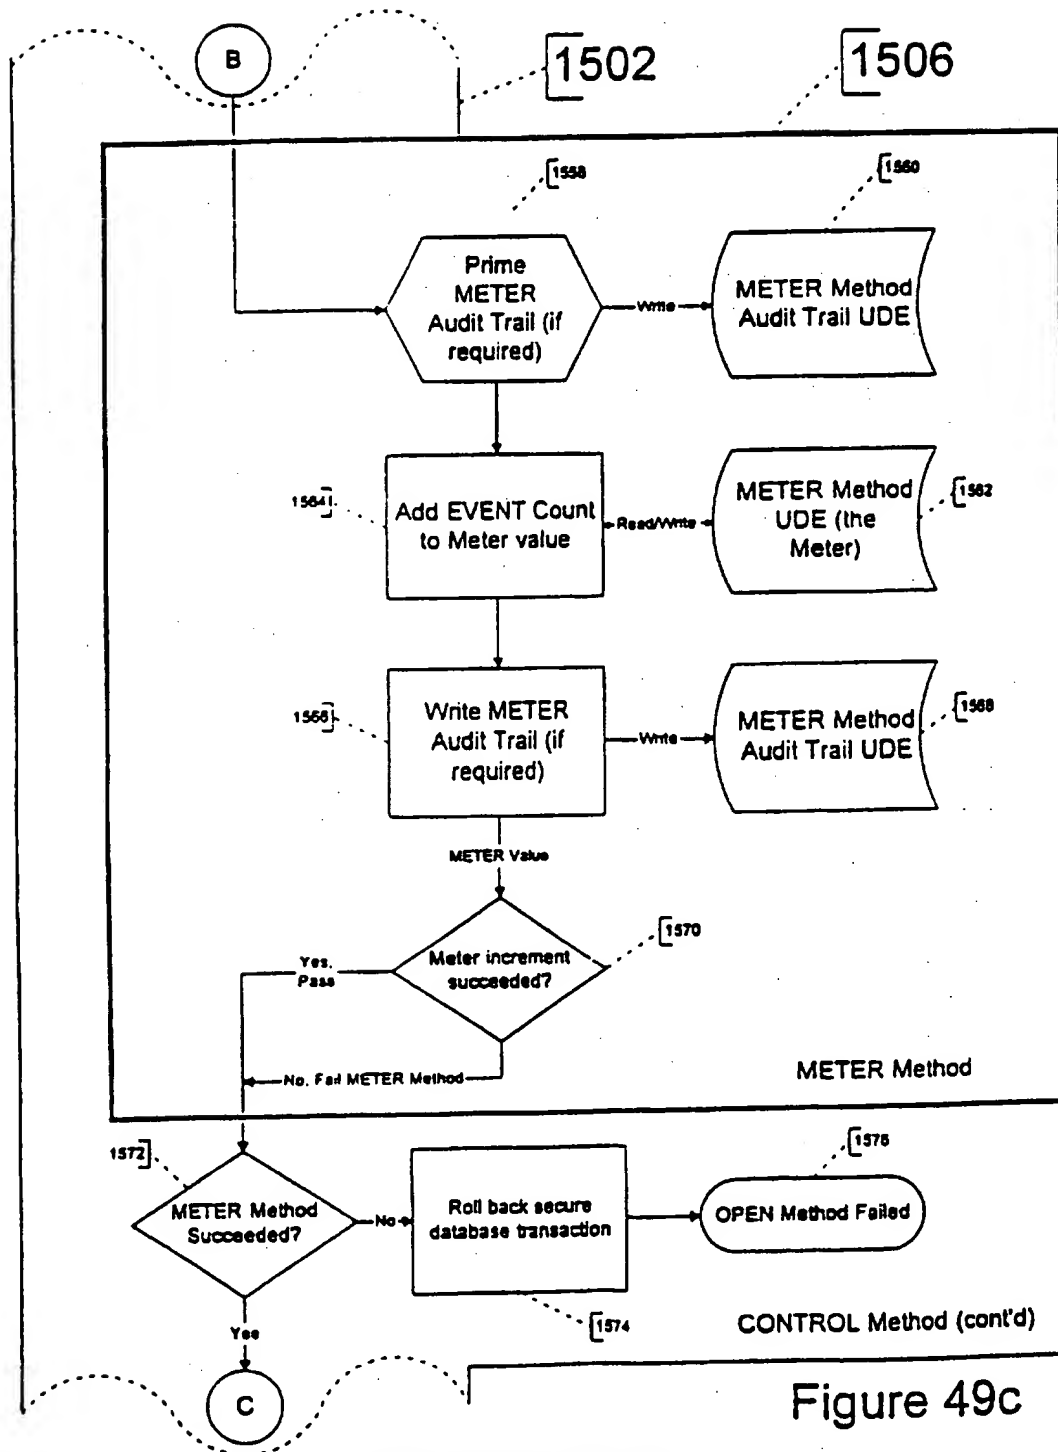 B
1502
1506
1558
1560
Prime
METER
Audit Trail (if
required)
Write
METER Method
Audit Trail UDE
1564
Add EVENT Count
to Meter value
Read/Write
METER Method
UDE (the
Meter)
1562
1566
Write METER
Audit Trail (if
required)
Write
METER Method
Audit Trail UDE
1568
METER Value
Yes,
Pass
Meter increment
succeeded?
1570
No, Fail METER Method
METER Method
1572
METER Method
Succeeded?
No
Roll back secure
database transaction
1576
OPEN Method Failed
1574
Yes
CONTROL Method (cont'd)
C
Figure 49c